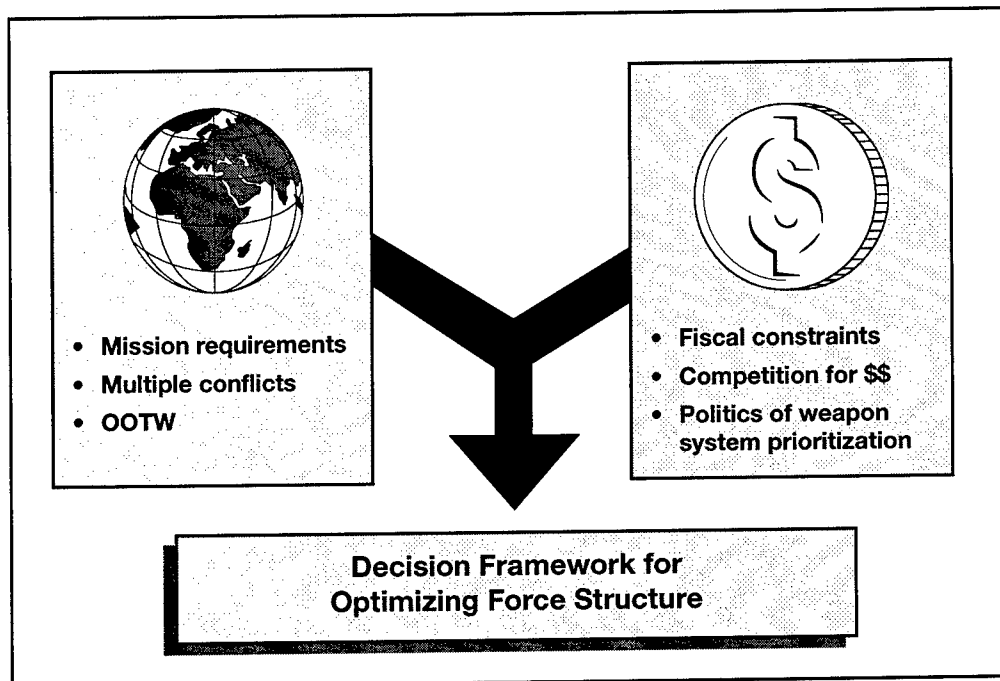 • Mission requirements
• Multiple conflicts
• OOTW
• Fiscal constraints
• Competition for $$
• Politics of weapon
system prioritization
Decision Framework for
Optimizing Force Structure